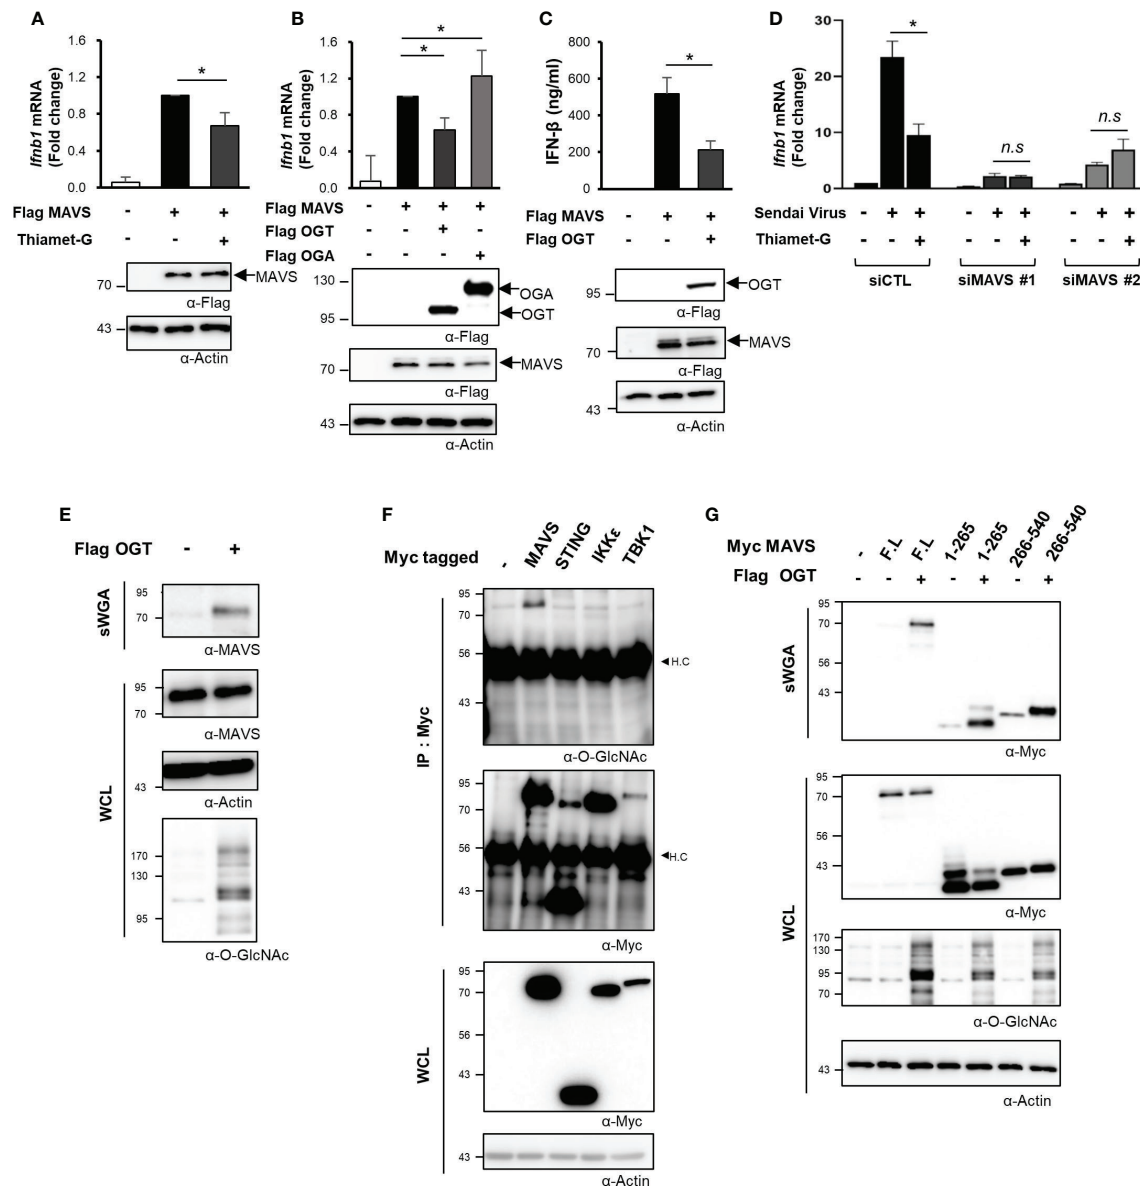 A
Ifnb1 mRNA
(Fold change)
1.6
1.2
0.8
0.4
0.0
*
Flag MAVS - + +
Thiamet-G - - +
70
MAVS
α-Flag
43
α-Actin
B
Ifnb1 mRNA
(Fold change)
1.6
1.2
0.8
0.4
0.0
*
*
Flag MAVS - + + +
Flag OGT - - + -
Flag OGA - - - +
130
95
OGA
OGT
α-Flag
70
MAVS
α-Flag
43
α-Actin
C
IFN-β (ng/ml)
800
600
400
200
0
*
Flag MAVS - + +
Flag OGT - - +
95
OGT
α-Flag
70
MAVS
α-Flag
43
α-Actin
D
Ifnb1 mRNA
(Fold change)
30
20
10
0
*
n.s
n.s
Sendai Virus - + + - + + - + +
Thiamet-G - - + - - + - - +
siCTL siMAVS #1 siMAVS #2
E
Flag OGT - +
sWGA
95
70
α-MAVS
WCL
95
70
α-MAVS
43
α-Actin
170
130
95
α-O-GlcNAc
F
Myc tagged - MAVS STING IKKε TBK1
IP : Myc
95
70
56
43
H.C
α-O-GlcNAc
95
70
56
43
H.C
α-Myc
WCL
95
70
56
43
α-Myc
43
α-Actin
G
Myc MAVS - F.L F.L 1-265 1-265 266-540 266-540
Flag OGT - - + - + - +
sWGA
95
70
56
43
α-Myc
WCL
95
70
56
43
α-Myc
170
130
95
70
α-O-GlcNAc
43
α-Actin